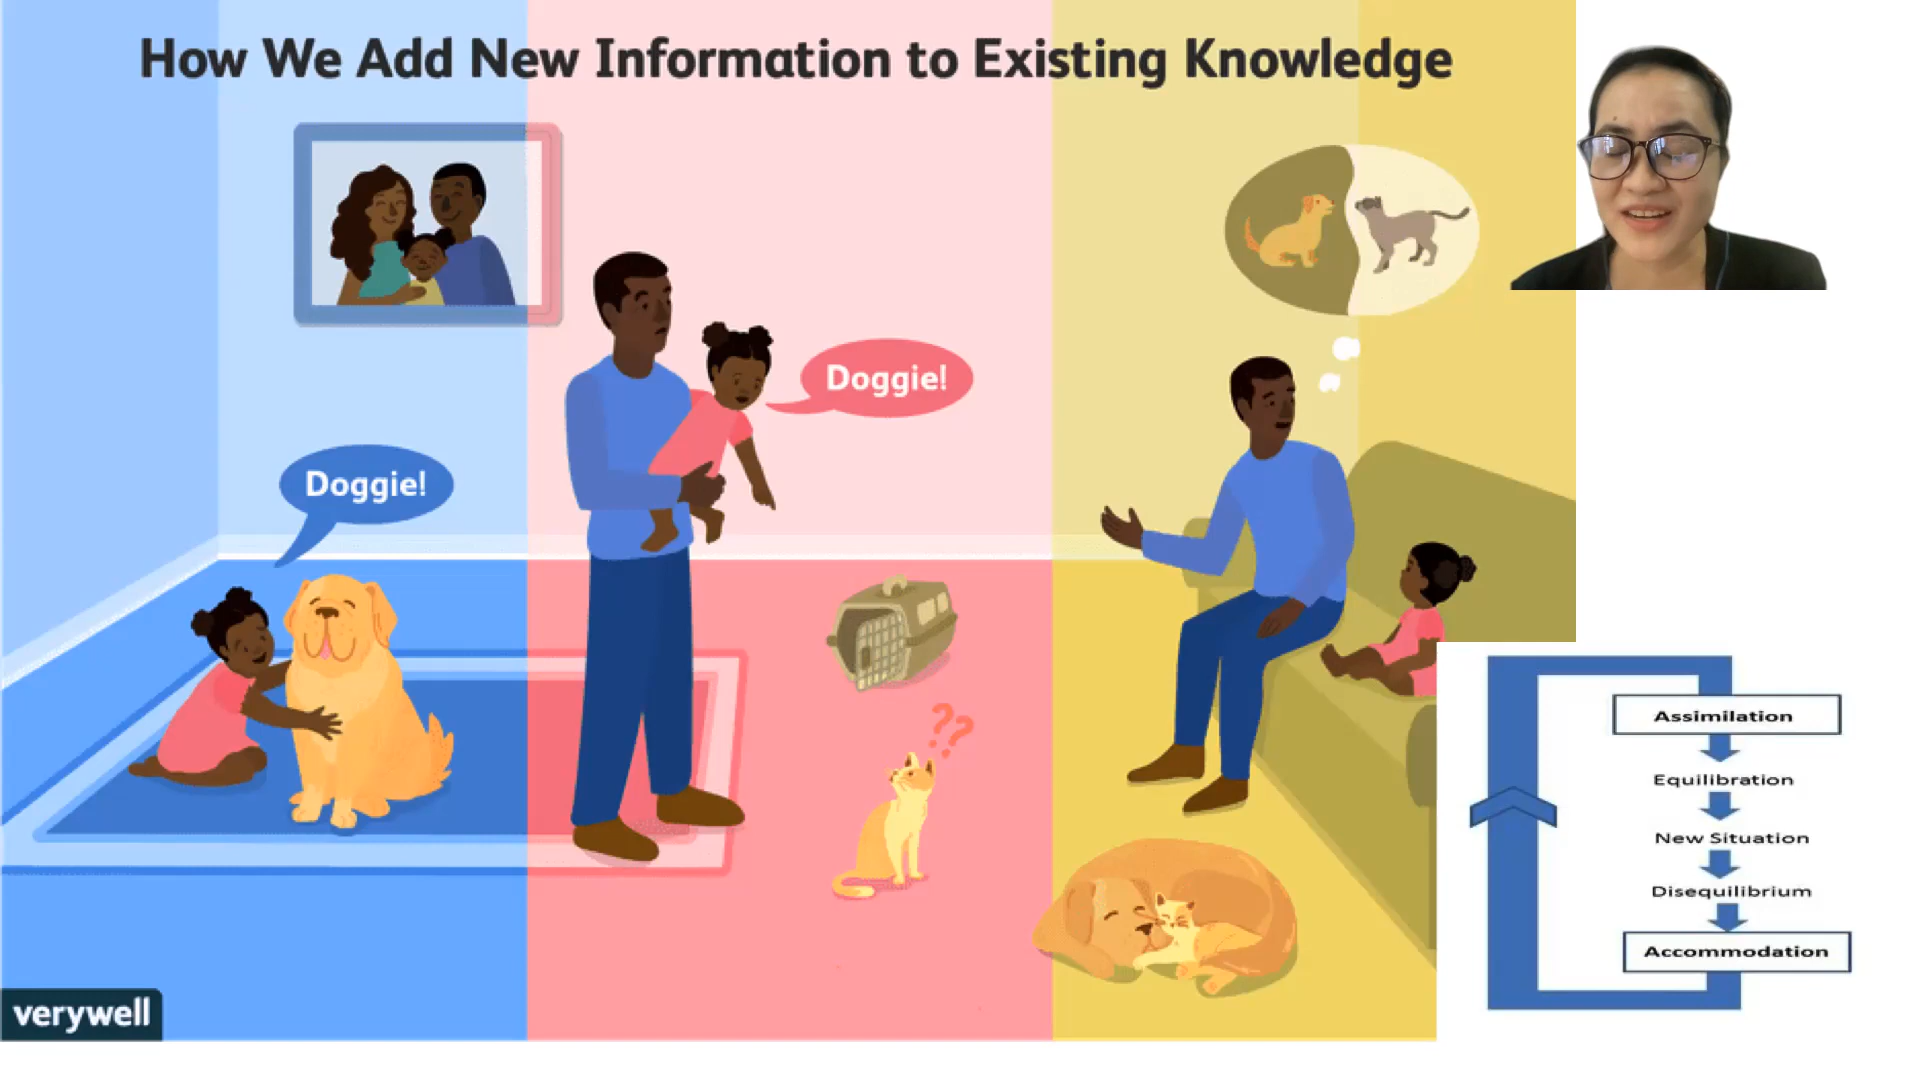 How We Add New Information to Existing Knowledge
Doggie!
Doggie!
??
Assimilation
Equilibration
New Situation
Disequilibrium
Accommodation
verywell